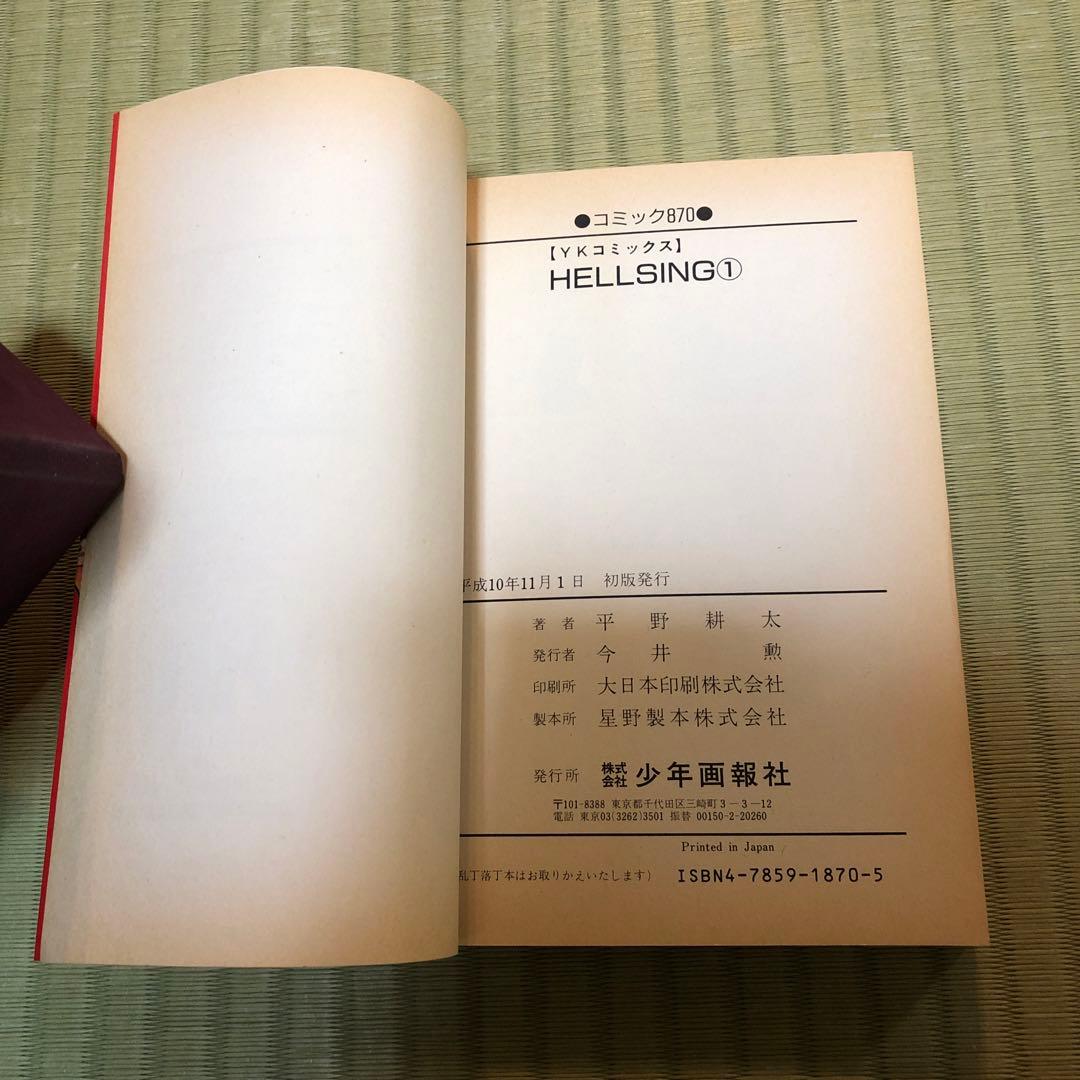 ●コミック870●
【YKコミックス】
HELLSING①
平成10年11月1日 初版発行
著者 平野耕太
発行者 今井勲
印刷所 大日本印刷株式会社
製本所 星野製本株式会社
発行所 株式会社 少年画報社
〒101-8388 東京都千代田区三崎町3-3-12
電話 東京03(3262)3501 振替 00150-2-20260
Printed in Japan
乱丁落丁本はお取りかえいたします) ISBN4-7859-1870-5